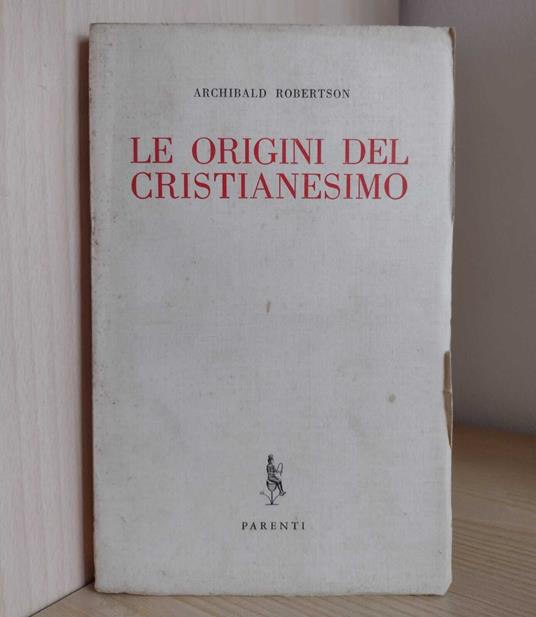 ARCHIBALD ROBERTSON
LE ORIGINI DEL
CRISTIANESIMO
PARENTI